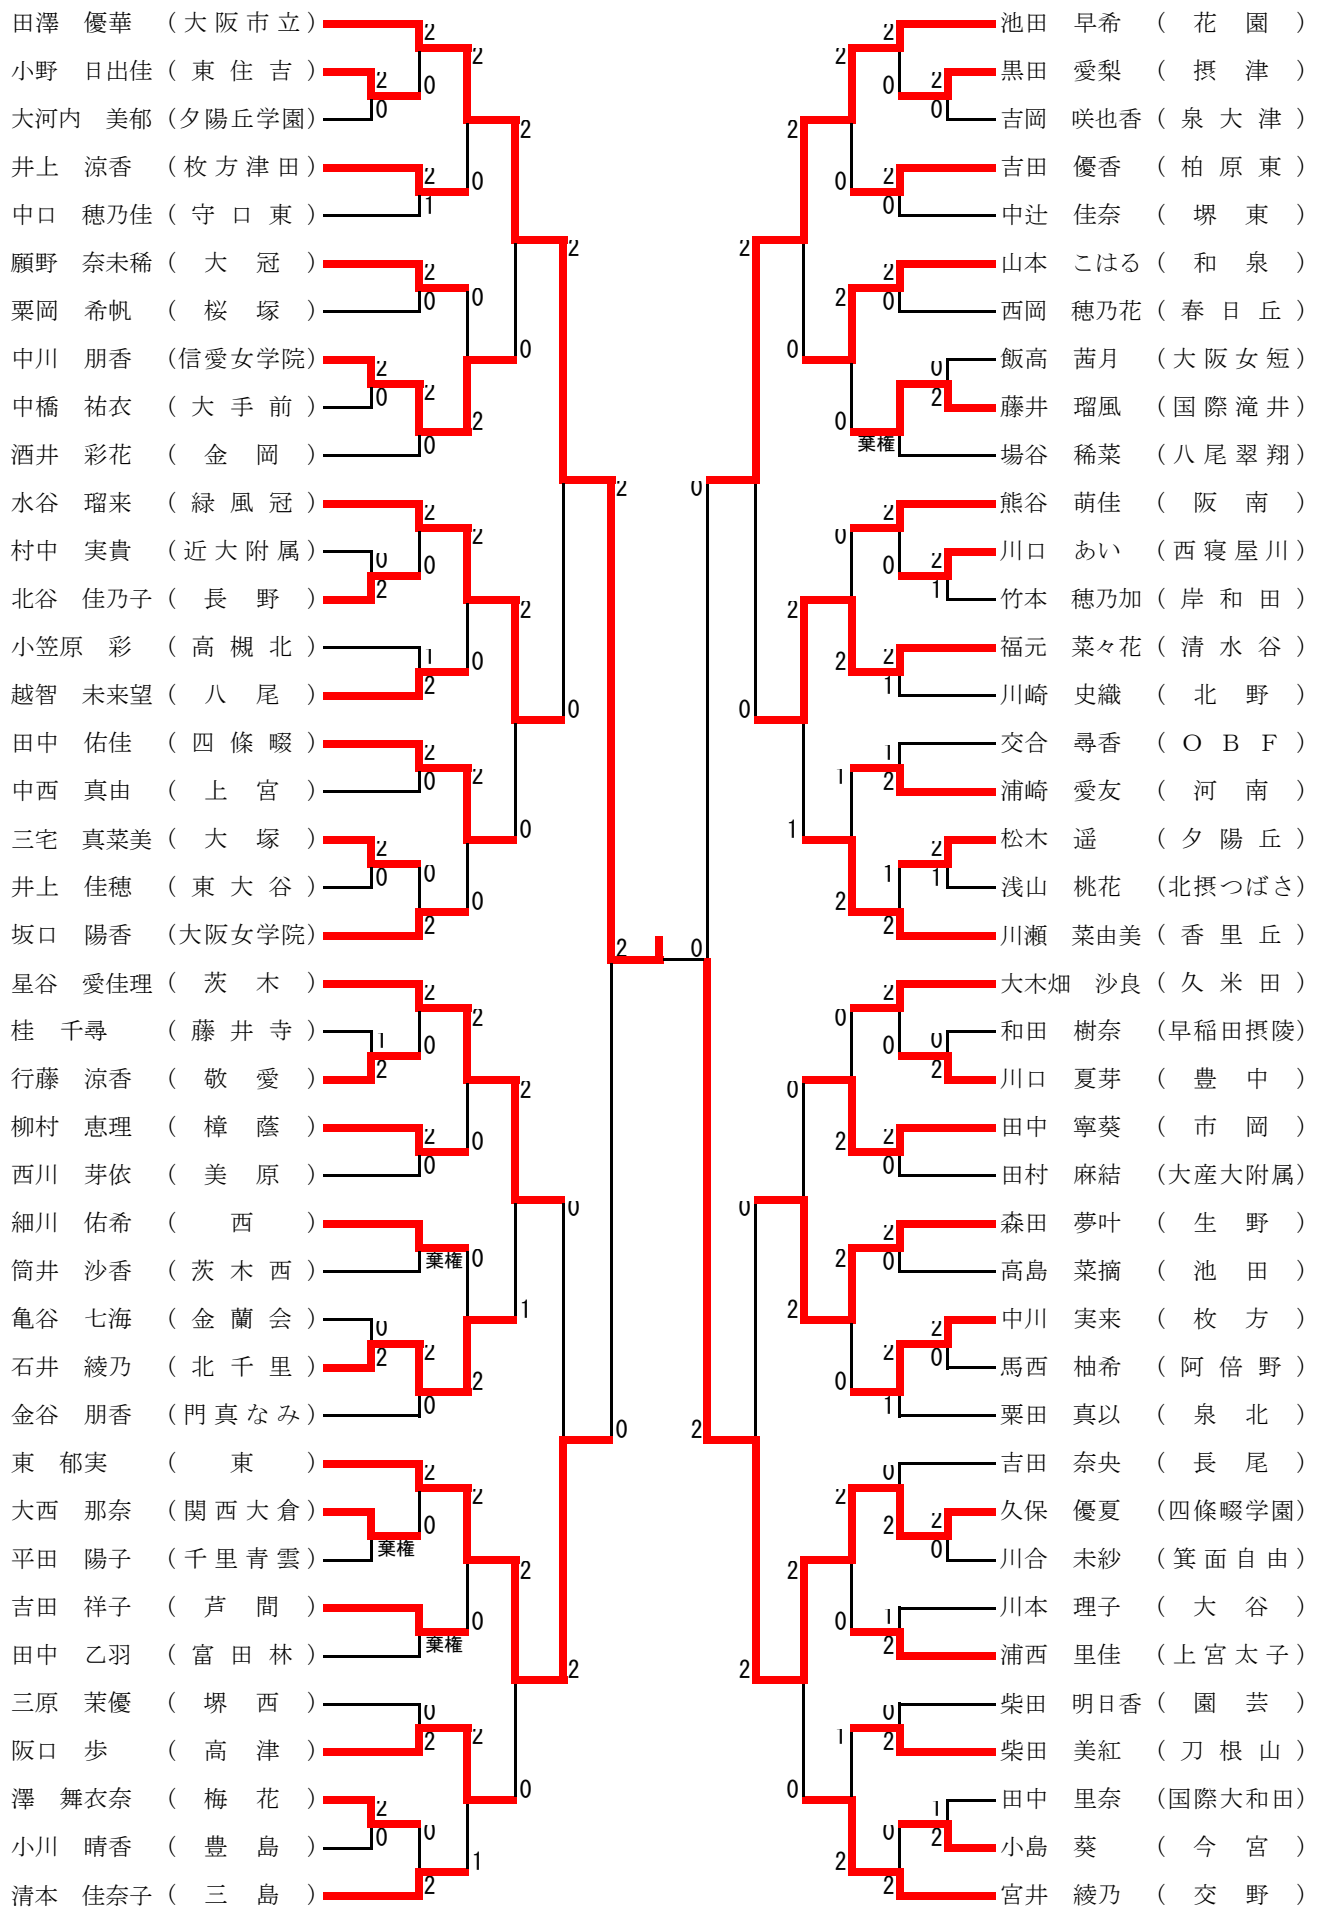 田澤　優華　（大阪市立）
小野　日出佳（東住吉）
大河内　美郁（夕陽丘学園）
井上　涼香　（枚方津田）
中口　穂乃佳（守口東）
願野　奈未稀（大冠）
栗岡　希帆　（桜塚）
中川　朋香　（信愛女学院）
中橋　祐衣　（大手前）
酒井　彩花　（金岡）
水谷　瑠来　（緑風冠）
村中　実貴　（近大附属）
北谷　佳乃子（長野）
小笠原　彩　（高槻北）
越智　未来望（八尾）
田中　佑佳　（四條畷）
中西　真由　（上宮）
三宅　真菜美（大塚）
井上　佳穂　（東大谷）
坂口　陽香　（大阪女学院）
星谷　愛佳理（茨木）
桂　千尋　（藤井寺）
行藤　涼香　（敬愛）
柳村　恵理　（樟蔭）
西川　芽依　（美原）
細川　佑希　（西）
棄権
筒井　沙香　（茨木西）
亀谷　七海　（金蘭会）
石井　綾乃　（北千里）
金谷　朋香　（門真なみ）
東　郁実　（東）
大西　那奈　（関西大倉）
棄権
平田　陽子　（千里青雲）
吉田　祥子　（芦間）
棄権
田中　乙羽　（富田林）
三原　茉優　（堺西）
阪口　歩　（高津）
澤　舞衣奈　（梅花）
小川　晴香　（豊島）
清本　佳奈子（三島）
池田　早希　（花園）
黒田　愛梨　（摂津）
吉岡　咲也香（泉大津）
吉田　優香　（柏原東）
中辻　佳奈　（堺東）
山本　こはる（和泉）
西岡　穂乃花（春日丘）
飯高　茜月　（大阪女短）
藤井　瑠風　（国際滝井）
棄権
場谷　稀菜　（八尾翠翔）
熊谷　萌佳　（阪南）
川口　あい　（西寝屋川）
竹本　穂乃加（岸和田）
福元　菜々花（清水谷）
川崎　史織　（北野）
交合　尋香　（ＯＢＦ）
浦崎　愛友　（河南）
松木　遥　（夕陽丘）
浅山　桃花　（北摂つばさ）
川瀬　菜由美（香里丘）
大木畑　沙良（久米田）
和田　樹奈　（早稲田摂陵）
川口　夏芽　（豊中）
田中　寧葵　（市岡）
田村　麻結　（大産大附属）
森田　夢叶　（生野）
高島　菜摘　（池田）
中川　実来　（枚方）
馬西　柚希　（阿倍野）
栗田　真以　（泉北）
吉田　奈央　（長尾）
久保　優夏　（四條畷学園）
川合　未紗　（箕面自由）
川本　理子　（大谷）
浦西　里佳　（上宮太子）
柴田　明日香（園芸）
柴田　美紅　（刀根山）
田中　里奈　（国際大和田）
小島　葵　（今宮）
宮井　綾乃　（交野）